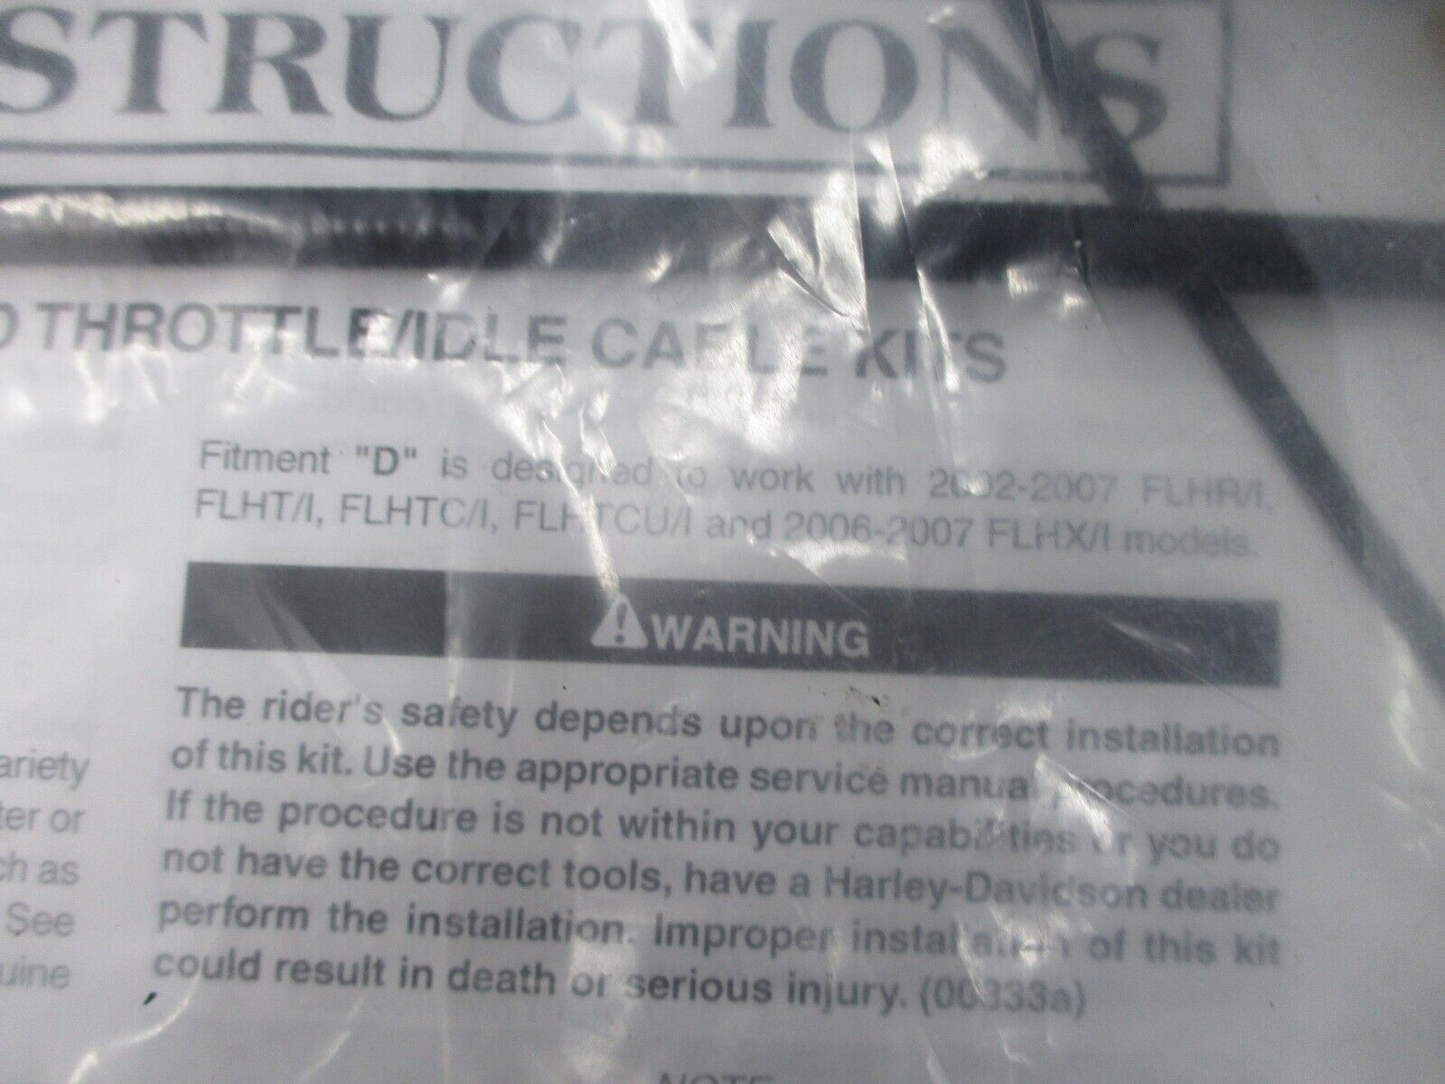 STRUCTIONS
THROTTLE/IDLE CABLE KITS
Fitment "D" is designed to work with 2002-2007 FLHR/I,
FLHT/I, FLHTC/I, FLHTCU/I and 2006-2007 FLHX/I models.
WARNING
The rider's safety depends upon the correct installation
of this kit. Use the appropriate service manual procedures.
If the procedure is not within your capabilities or you do
not have the correct tools, have a Harley-Davidson dealer
perform the installation. Improper installation of this kit
could result in death or serious injury. (00333a)
ariety
ter or
ch as
See
uine
NOTE